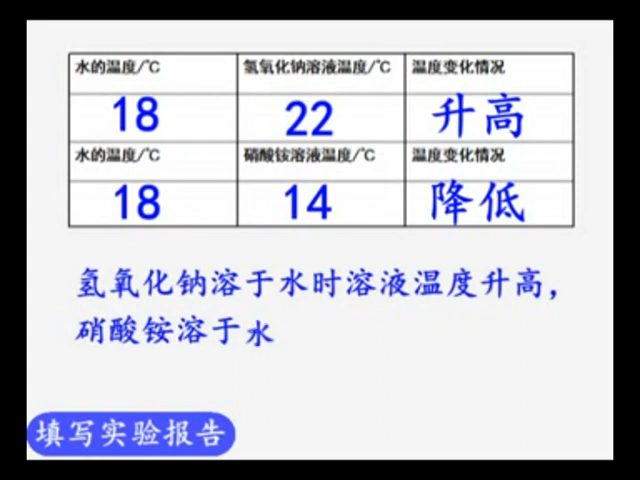 水的温度/℃ 氢氧化钠溶液温度/℃ 温度变化情况
18 22 升高
水的温度/℃ 硝酸铵溶液温度/℃ 温度变化情况
18 14 降低
氢氧化钠溶于水时溶液温度升高，
硝酸铵溶于水
填写实验报告